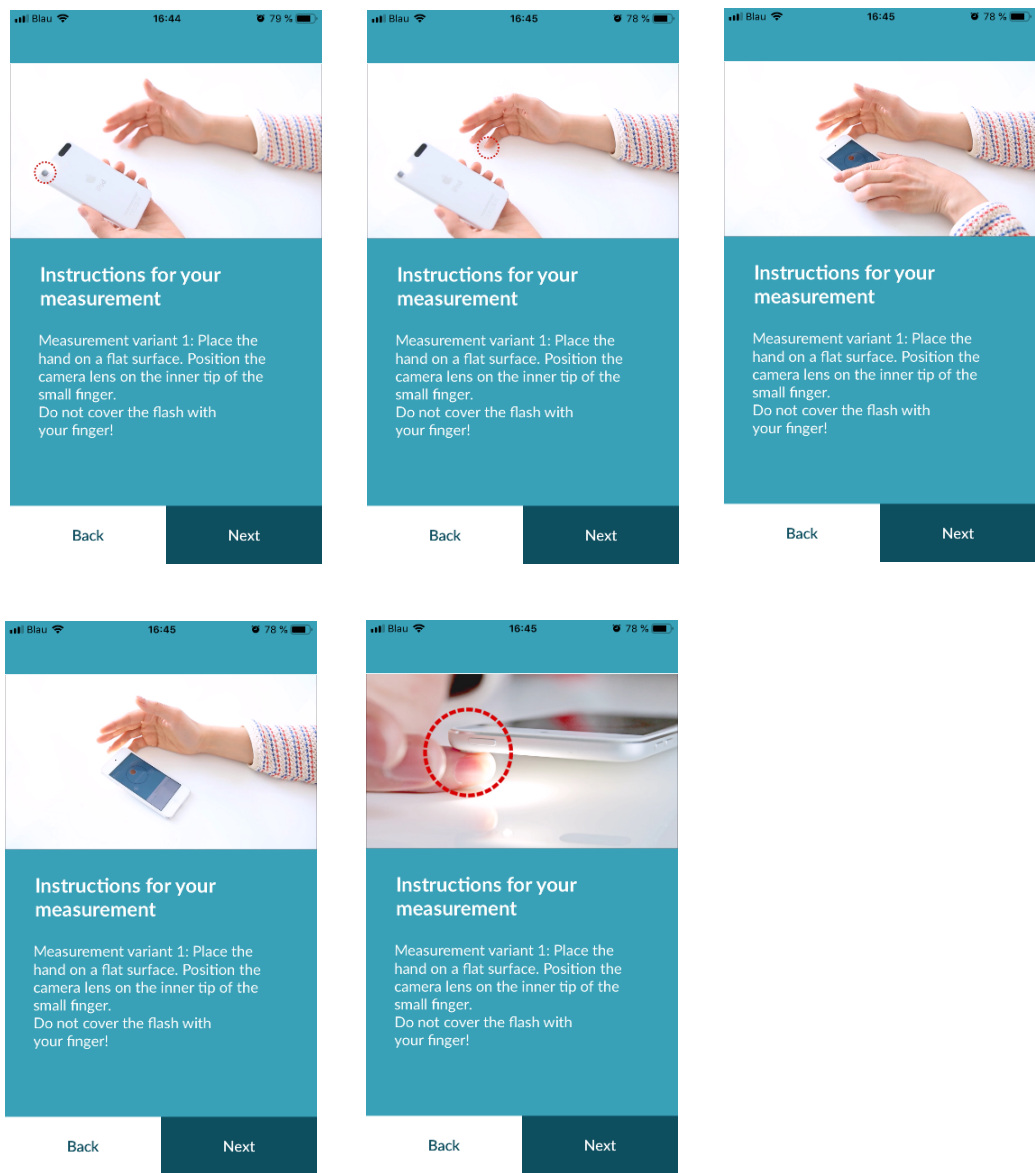 Blau 16:44 79 %
Instructions for your
measurement
Measurement variant 1: Place the
hand on a flat surface. Position the
camera lens on the inner tip of the
small finger.
Do not cover the flash with
your finger!
Back Next
Blau 16:45 78 %
Instructions for your
measurement
Measurement variant 1: Place the
hand on a flat surface. Position the
camera lens on the inner tip of the
small finger.
Do not cover the flash with
your finger!
Back Next
Blau 16:45 78 %
Instructions for your
measurement
Measurement variant 1: Place the
hand on a flat surface. Position the
camera lens on the inner tip of the
small finger.
Do not cover the flash with
your finger!
Back Next
Blau 16:45 78 %
Instructions for your
measurement
Measurement variant 1: Place the
hand on a flat surface. Position the
camera lens on the inner tip of the
small finger.
Do not cover the flash with
your finger!
Back Next
Blau 16:45 78 %
Instructions for your
measurement
Measurement variant 1: Place the
hand on a flat surface. Position the
camera lens on the inner tip of the
small finger.
Do not cover the flash with
your finger!
Back Next